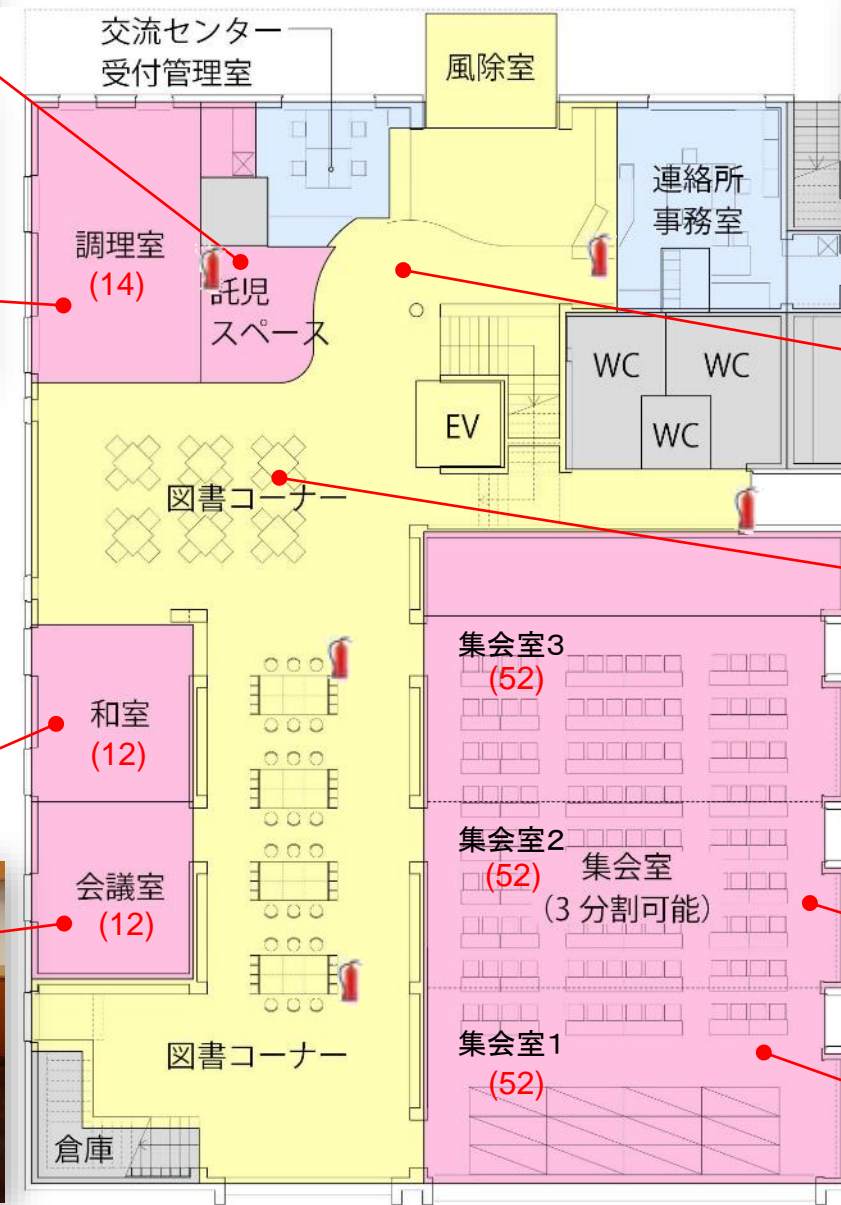 交流センター
受付管理室
風除室
連絡所
事務室
調理室
(14)
託児
スペース
WC
WC
WC
EV
図書コーナー
集会室3
(52)
和室
(12)
集会室2
(52)
集会室
(3 分割可能)
会議室
(12)
集会室1
(52)
図書コーナー
倉庫